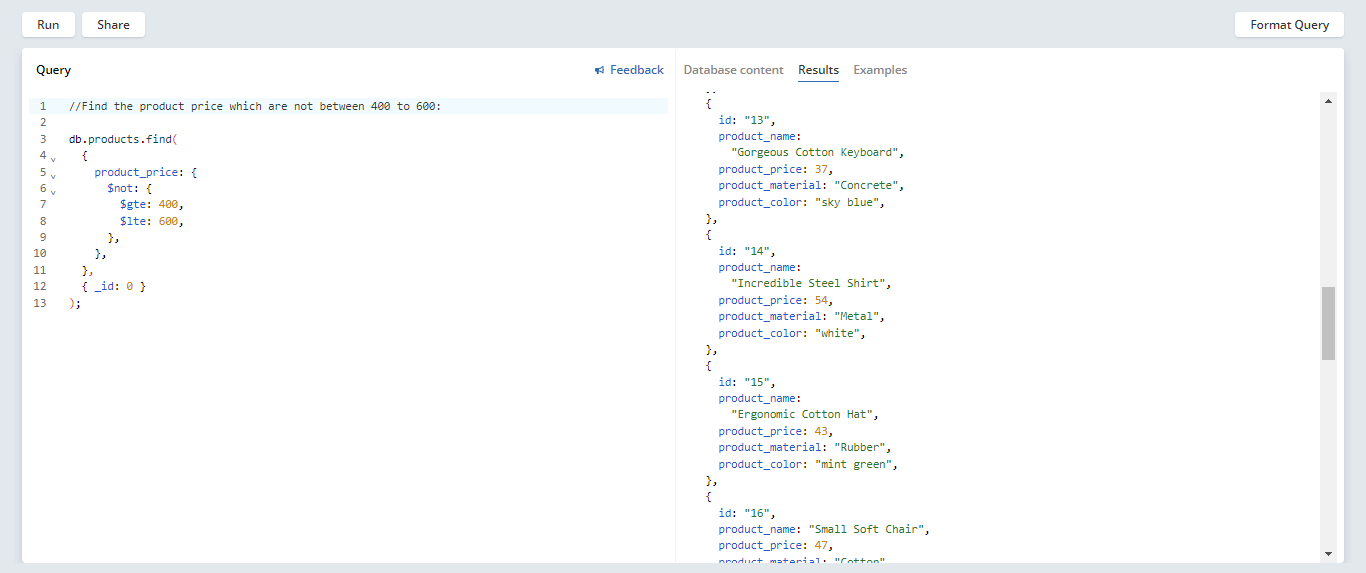 Run Share Format Query
Query Feedback
1 //Find the product price which are not between 400 to 600:
2
3 db.products.find(
4 {
5 product_price: {
6 $not: {
7 $gte: 400,
8 $lte: 600,
9 },
10 },
11 },
12 { _id: 0 }
13 );
Database content Results Examples
{
id: "13",
product_name:
"Gorgeous Cotton Keyboard",
product_price: 37,
product_material: "Concrete",
product_color: "sky blue",
},
{
id: "14",
product_name:
"Incredible Steel Shirt",
product_price: 54,
product_material: "Metal",
product_color: "white",
},
{
id: "15",
product_name:
"Ergonomic Cotton Hat",
product_price: 43,
product_material: "Rubber",
product_color: "mint green",
},
{
id: "16",
product_name: "Small Soft Chair",
product_price: 47,
product_material: "Cotton"